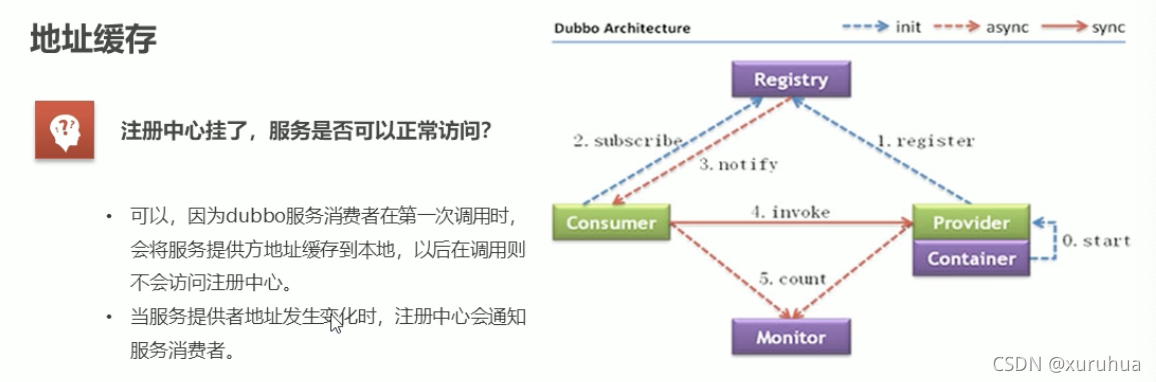 地址缓存
注册中心挂了，服务是否可以正常访问？
• 可以，因为dubbo服务消费者在第一次调用时，
会将服务提供方地址缓存到本地，以后在调用则
不会访问注册中心。
• 当服务提供者地址发生变化时，注册中心会通知
服务消费者。
Dubbo Architecture
init
async
sync
Registry
2. subscribe
1. register
3. notify
Consumer
4. invoke
Provider
Container
0. start
5. count
Monitor
CSDN @xuruhua